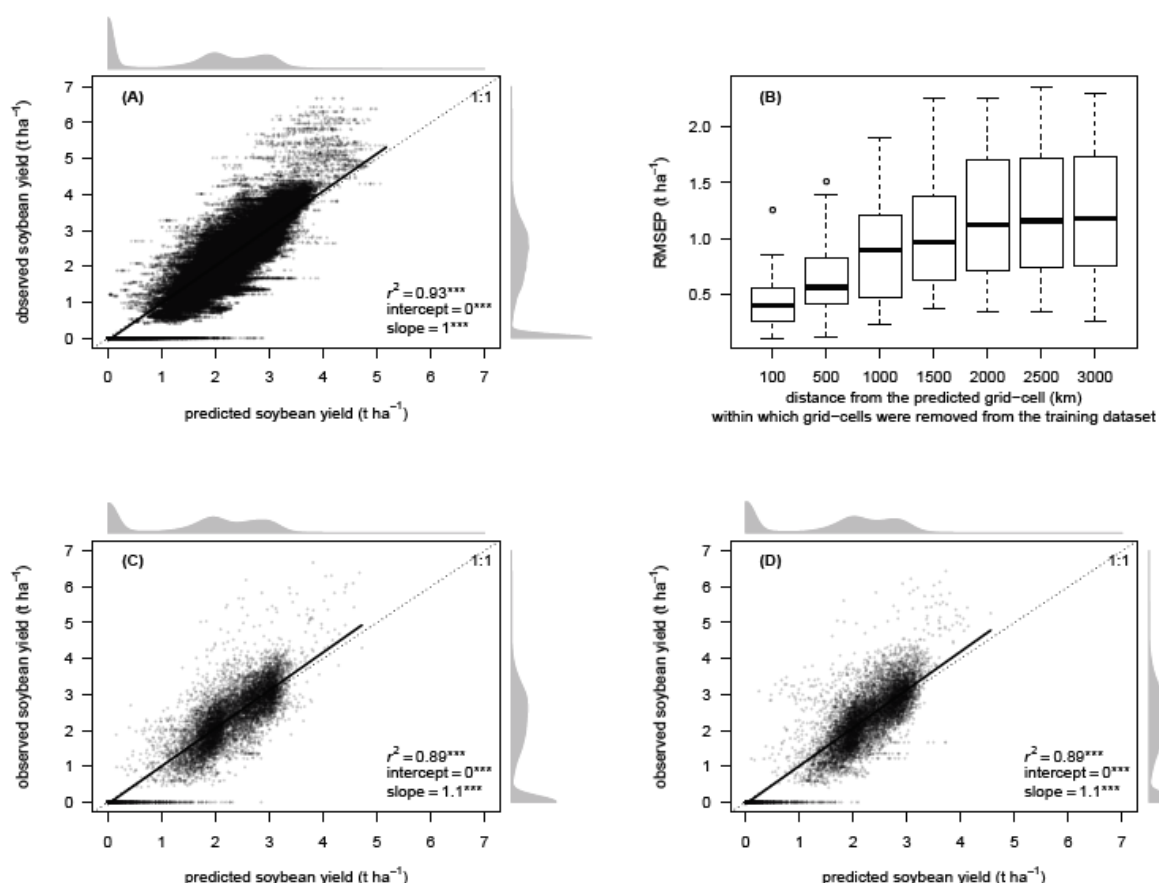 (A)
1:1
observed soybean yield (t ha⁻¹)
7
6
5
4
3
2
1
0
r² = 0.93***
intercept = 0***
slope = 1***
0 1 2 3 4 5 6 7
predicted soybean yield (t ha⁻¹)
(B)
RMSEP (t ha⁻¹)
2.0
1.5
1.0
0.5
100 500 1000 1500 2000 2500 3000
distance from the predicted grid−cell (km)
within which grid−cells were removed from the training dataset
(C)
1:1
observed soybean yield (t ha⁻¹)
7
6
5
4
3
2
1
0
r² = 0.89***
intercept = 0***
slope = 1.1***
0 1 2 3 4 5 6 7
predicted soybean yield (t ha⁻¹)
(D)
1:1
observed soybean yield (t ha⁻¹)
7
6
5
4
3
2
1
0
r² = 0.89***
intercept = 0***
slope = 1.1***
0 1 2 3 4 5 6 7
predicted soybean yield (t ha⁻¹)